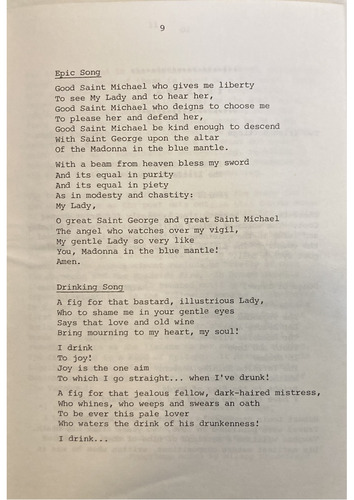 9
Epic Song
Good Saint Michael who gives me liberty
To see My Lady and to hear her,
Good Saint Michael who deigns to choose me
To please her and defend her,
Good Saint Michael be kind enough to descend
With Saint George upon the altar
Of the Madonna in the blue mantle.
With a beam from heaven bless my sword
And its equal in purity
And its equal in piety
As in modesty and chastity:
My Lady,
O great Saint George and great Saint Michael
The angel who watches over my vigil,
My gentle Lady so very like
You, Madonna in the blue mantle!
Amen.
Drinking Song
A fig for that bastard, illustrious Lady,
Who to shame me in your gentle eyes
Says that love and old wine
Bring mourning to my heart, my soul!
I drink
To joy!
Joy is the one aim
To which I go straight... when I've drunk!
A fig for that jealous fellow, dark-haired mistress,
Who whines, who weeps and swears an oath
To be ever this pale lover
Who waters the drink of his drunkenness!
I drink...